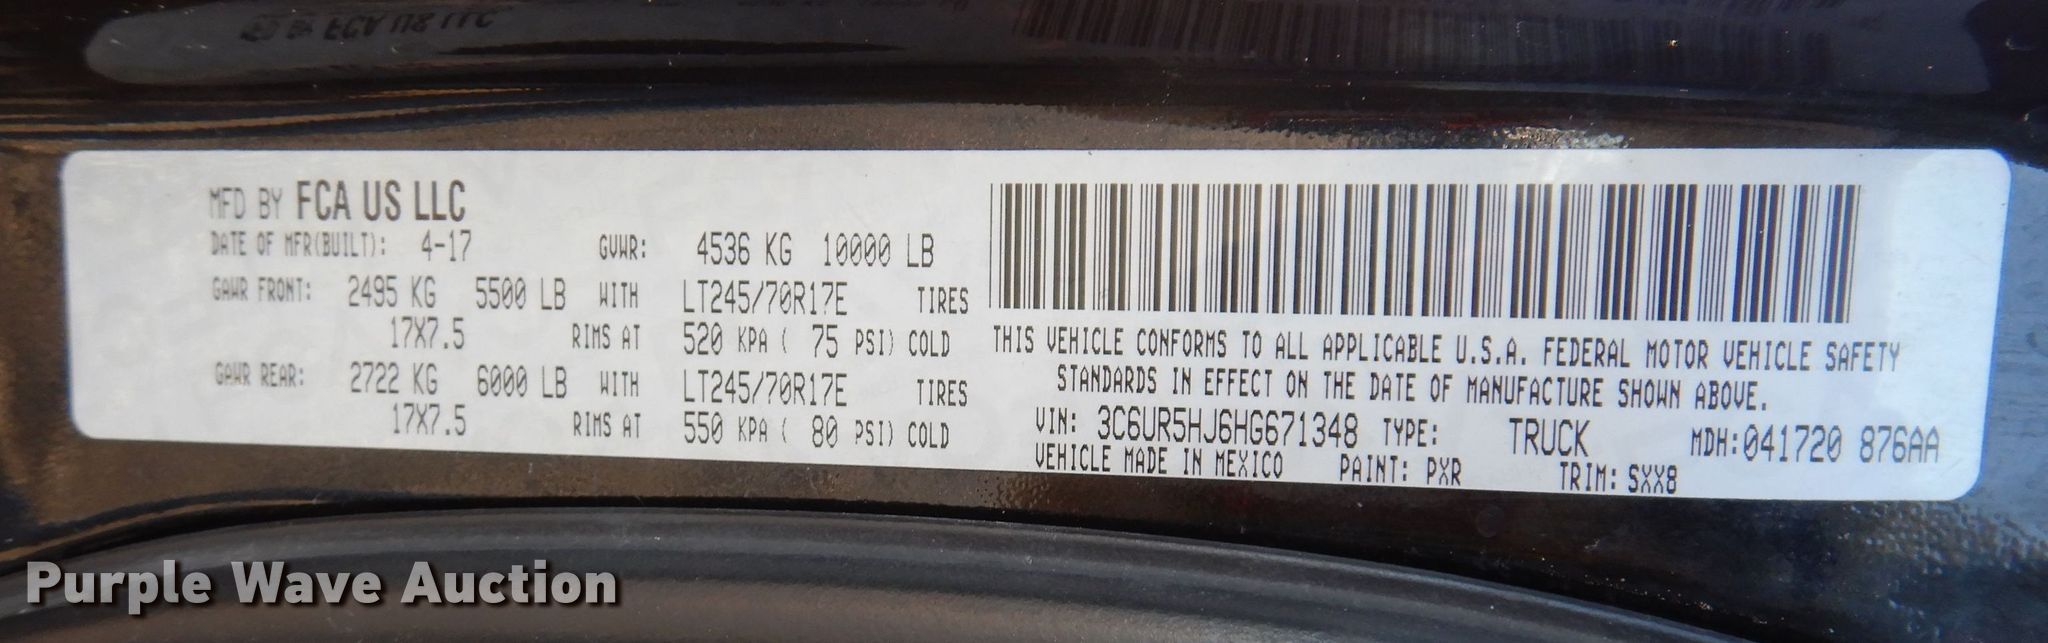 MFD BY FCA US LLC
DATE OF MFR(BUILT): 4-17 GVWR: 4536 KG 10000 LB
GAWR FRONT: 2495 KG 5500 LB WITH LT245/70R17E TIRES
17X7.5 RIMS AT 520 KPA ( 75 PSI) COLD
GAWR REAR: 2722 KG 6000 LB WITH LT245/70R17E TIRES
17X7.5 RIMS AT 550 KPA ( 80 PSI) COLD
THIS VEHICLE CONFORMS TO ALL APPLICABLE U.S.A. FEDERAL MOTOR VEHICLE SAFETY
STANDARDS IN EFFECT ON THE DATE OF MANUFACTURE SHOWN ABOVE.
VIN: 3C6UR5HJ6HG671348 TYPE: TRUCK MDH:041720 876AA
VEHICLE MADE IN MEXICO PAINT: PXR TRIM: SXX8
Purple Wave Auction